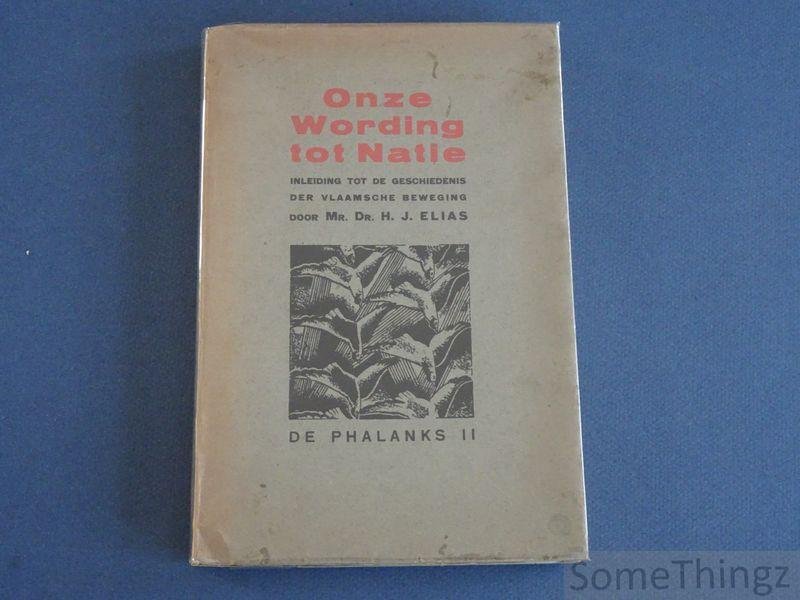 Onze
Wording
tot Natie
INLEIDING TOT DE GESCHIEDENIS
DER VLAAMSCHE BEWEGING
DOOR MR. DR. H. J. ELIAS
DE PHALANKS II
SomeThingz